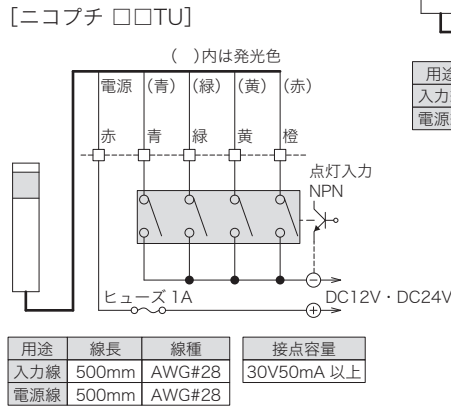 [ニコプチ □□TU]
( )内は発光色
電源 (青) (緑) (黄) (赤)
赤 青 緑 黄 橙
点灯入力
NPN
ヒューズ 1A
DC12V・DC24V
用途 線長 線種
入力線 500mm AWG#28
電源線 500mm AWG#28
接点容量
30V50mA 以上
用途
入力
電源